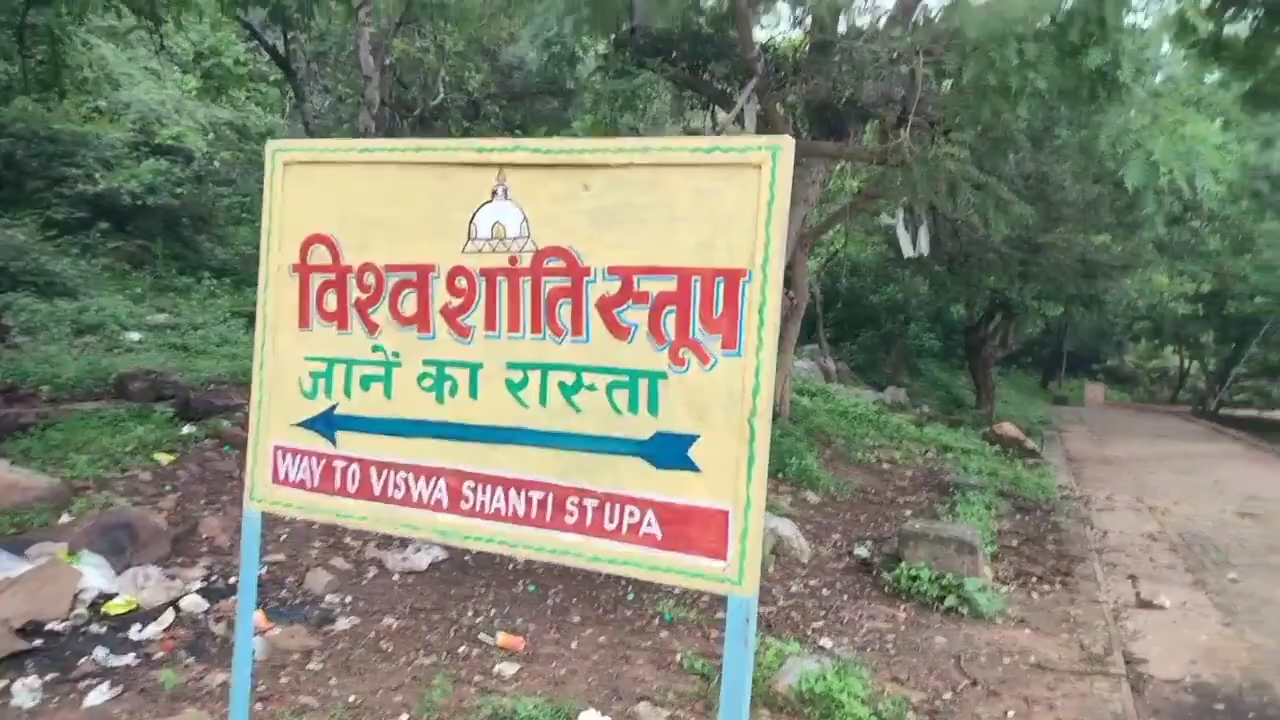 विश्व शांति स्तूप
जानें का रास्ता
WAY TO VISWA SHANTI STUPA